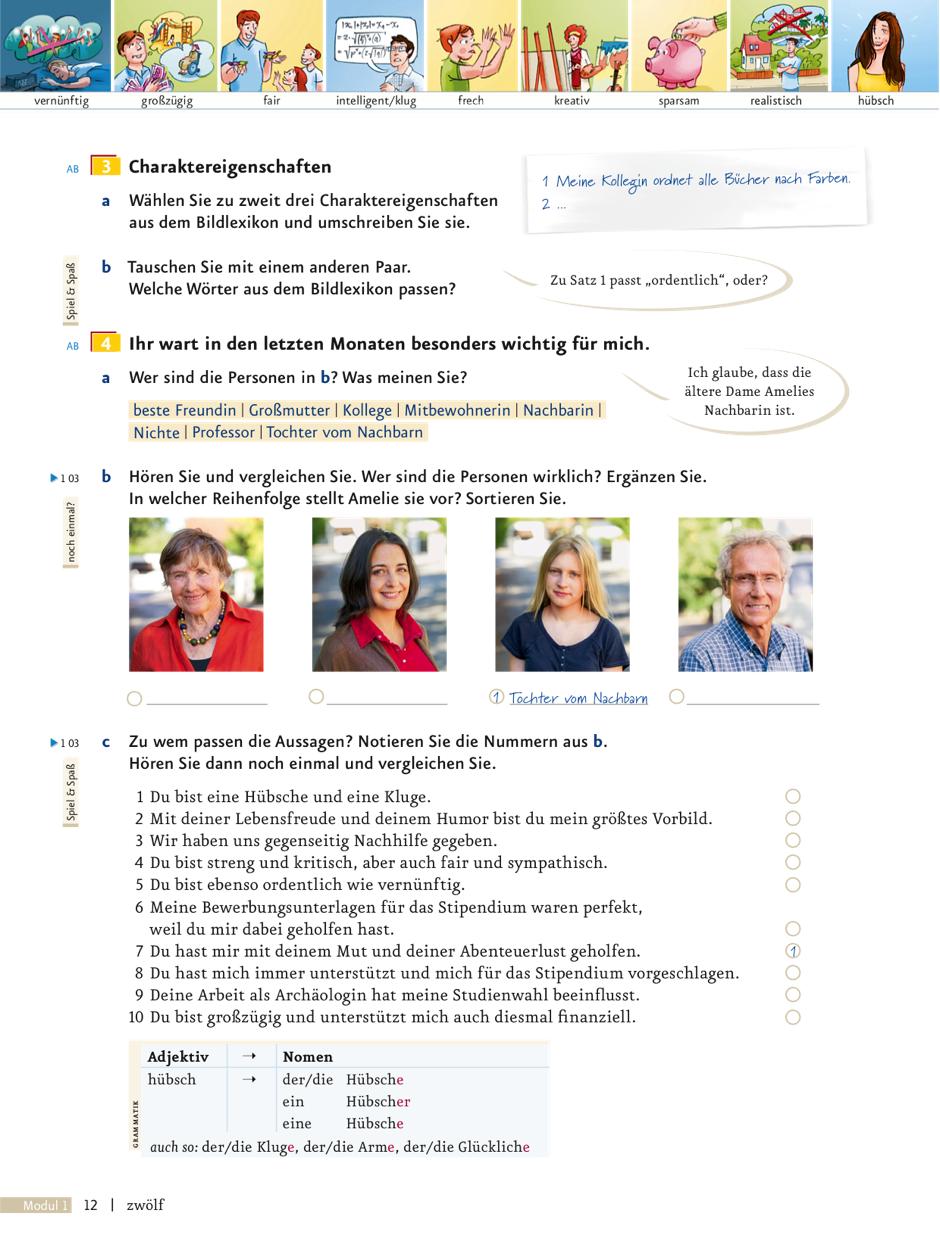 vernünftig großzügig fair intelligent/klug frech kreativ sparsam realistisch hübsch
AB 3 Charaktereigenschaften
a Wählen Sie zu zweit drei Charaktereigenschaften
aus dem Bildlexikon und umschreiben Sie sie.
1 Meine Kollegin ordnet alle Bücher nach Farben.
2 ...
Spiel & Spaß
b Tauschen Sie mit einem anderen Paar.
Welche Wörter aus dem Bildlexikon passen?
Zu Satz 1 passt „ordentlich“, oder?
AB 4 Ihr wart in den letzten Monaten besonders wichtig für mich.
a Wer sind die Personen in b? Was meinen Sie?
beste Freundin | Großmutter | Kollege | Mitbewohnerin | Nachbarin |
Nichte | Professor | Tochter vom Nachbarn
Ich glaube, dass die
ältere Dame Amelies
Nachbarin ist.
▶ 1 03 b Hören Sie und vergleichen Sie. Wer sind die Personen wirklich? Ergänzen Sie.
In welcher Reihenfolge stellt Amelie sie vor? Sortieren Sie.
noch einmal?
1 Tochter vom Nachbarn
▶ 1 03 c Zu wem passen die Aussagen? Notieren Sie die Nummern aus b.
Hören Sie dann noch einmal und vergleichen Sie.
Spiel & Spaß
1 Du bist eine Hübsche und eine Kluge.
2 Mit deiner Lebensfreude und deinem Humor bist du mein größtes Vorbild.
3 Wir haben uns gegenseitig Nachhilfe gegeben.
4 Du bist streng und kritisch, aber auch fair und sympathisch.
5 Du bist ebenso ordentlich wie vernünftig.
6 Meine Bewerbungsunterlagen für das Stipendium waren perfekt,
weil du mir dabei geholfen hast.
7 Du hast mir mit deinem Mut und deiner Abenteuerlust geholfen. 1
8 Du hast mich immer unterstützt und mich für das Stipendium vorgeschlagen.
9 Deine Arbeit als Archäologin hat meine Studienwahl beeinflusst.
10 Du bist großzügig und unterstützt mich auch diesmal finanziell.
GRAMMATIK
Adjektiv → Nomen
hübsch → der/die Hübsche
ein Hübscher
eine Hübsche
auch so: der/die Kluge, der/die Arme, der/die Glückliche
Modul 1 12 | zwölf